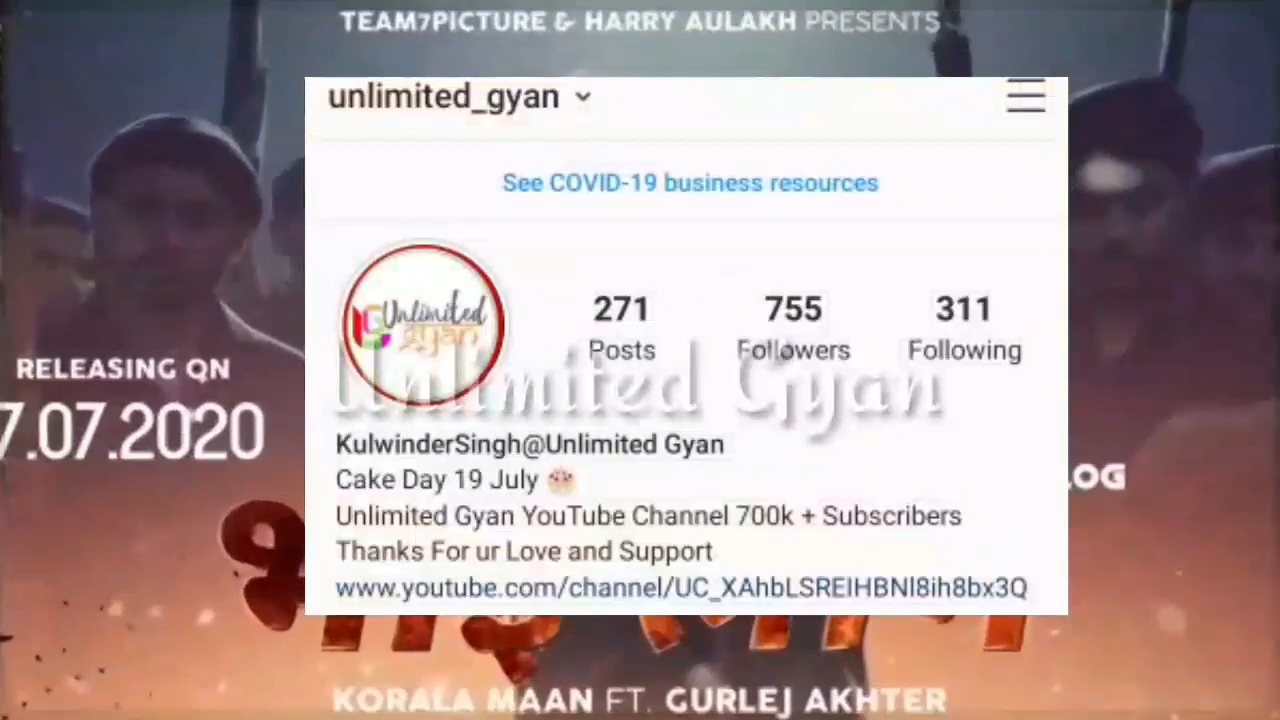 TEAM7PICTURE & HARRY AULAKH PRESENTS
unlimited_gyan
See COVID-19 business resources
Unlimited
gyan
271 755 311
Posts Followers Following
Unlimited Gyan
RELEASING ON
7.07.2020
KulwinderSingh@Unlimited Gyan
Cake Day 19 July 🎂
LOG
Unlimited Gyan YouTube Channel 700k + Subscribers
Thanks For ur Love and Support
www.youtube.com/channel/UC_XAhbLSREIHBNI8ih8bx3Q
KORALA MAAN FT. GURLEJ AKHTER